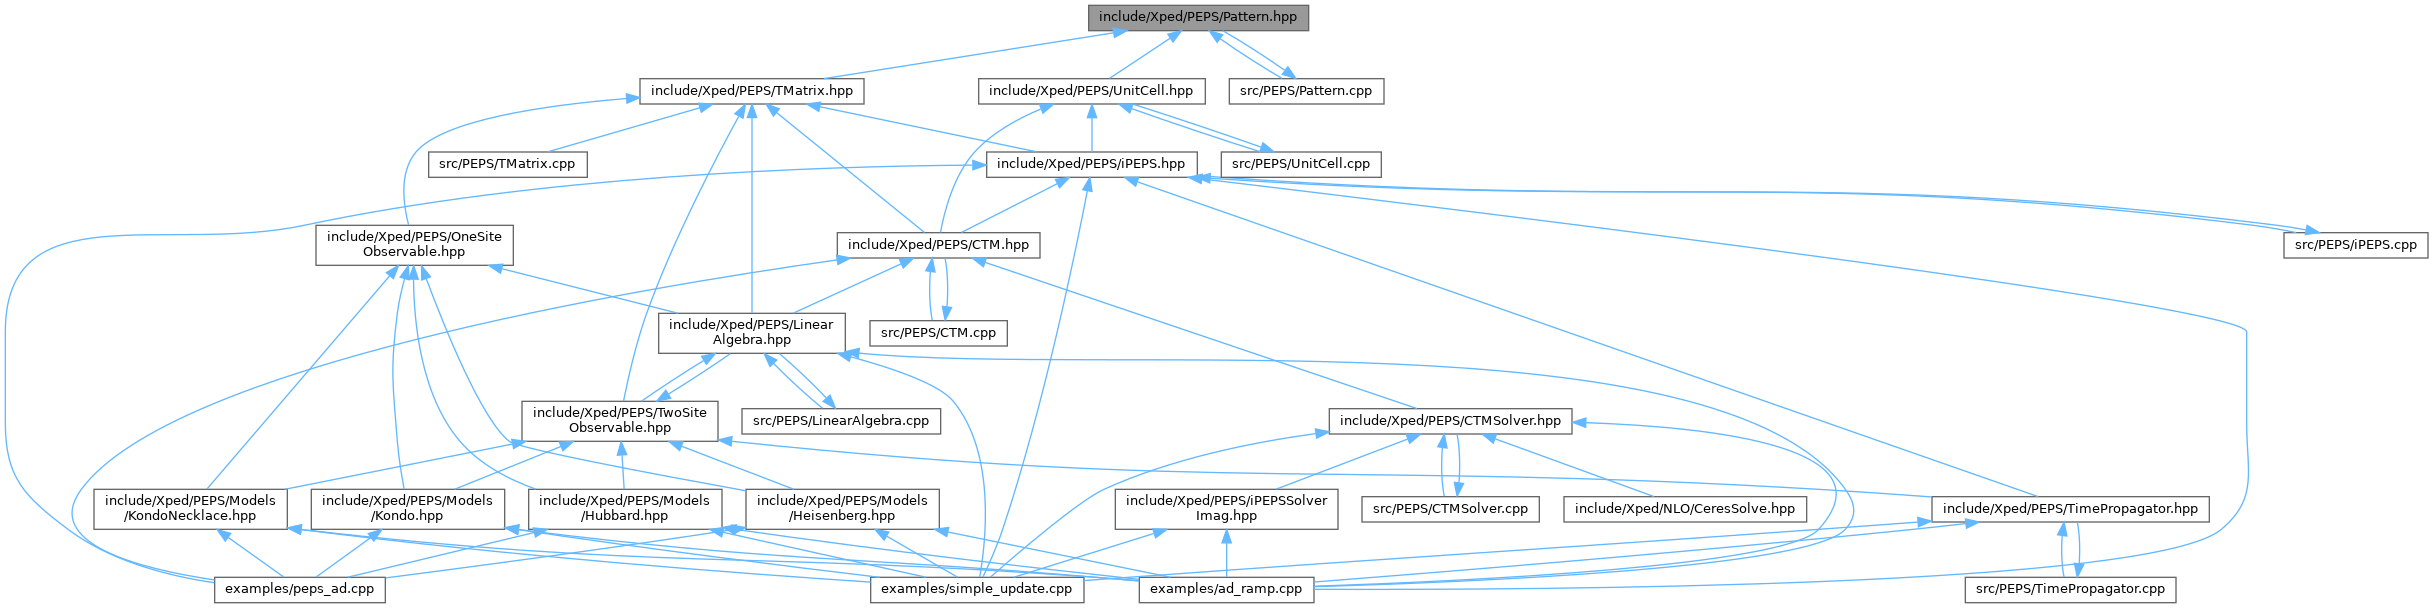 include/Xped/PEPS/Pattern.hpp
include/Xped/PEPS/TMatrix.hpp
include/Xped/PEPS/UnitCell.hpp
src/PEPS/Pattern.cpp
src/PEPS/TMatrix.cpp
include/Xped/PEPS/iPEPS.hpp
src/PEPS/UnitCell.cpp
include/Xped/PEPS/OneSite
Observable.hpp
include/Xped/PEPS/CTM.hpp
src/PEPS/iPEPS.cpp
include/Xped/PEPS/Linear
Algebra.hpp
src/PEPS/CTM.cpp
include/Xped/PEPS/TwoSite
Observable.hpp
src/PEPS/LinearAlgebra.cpp
include/Xped/PEPS/CTMSolver.hpp
include/Xped/PEPS/Models
/KondoNecklace.hpp
include/Xped/PEPS/Models
/Kondo.hpp
include/Xped/PEPS/Models
/Hubbard.hpp
include/Xped/PEPS/Models
/Heisenberg.hpp
include/Xped/PEPS/iPEPSSolver
Imag.hpp
src/PEPS/CTMSolver.cpp
include/Xped/NLO/CeresSolve.hpp
include/Xped/PEPS/TimePropagator.hpp
examples/peps_ad.cpp
examples/simple_update.cpp
examples/ad_ramp.cpp
src/PEPS/TimePropagator.cpp